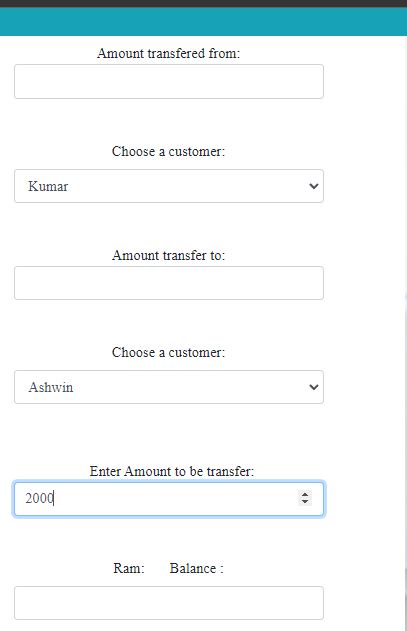 Amount transfered from:
Choose a customer:
Kumar
Amount transfer to:
Choose a customer:
Ashwin
Enter Amount to be transfer:
2000
Ram: Balance :